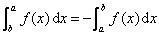 ∫_b^a f(x) dx = -∫_a^b f(x) dx